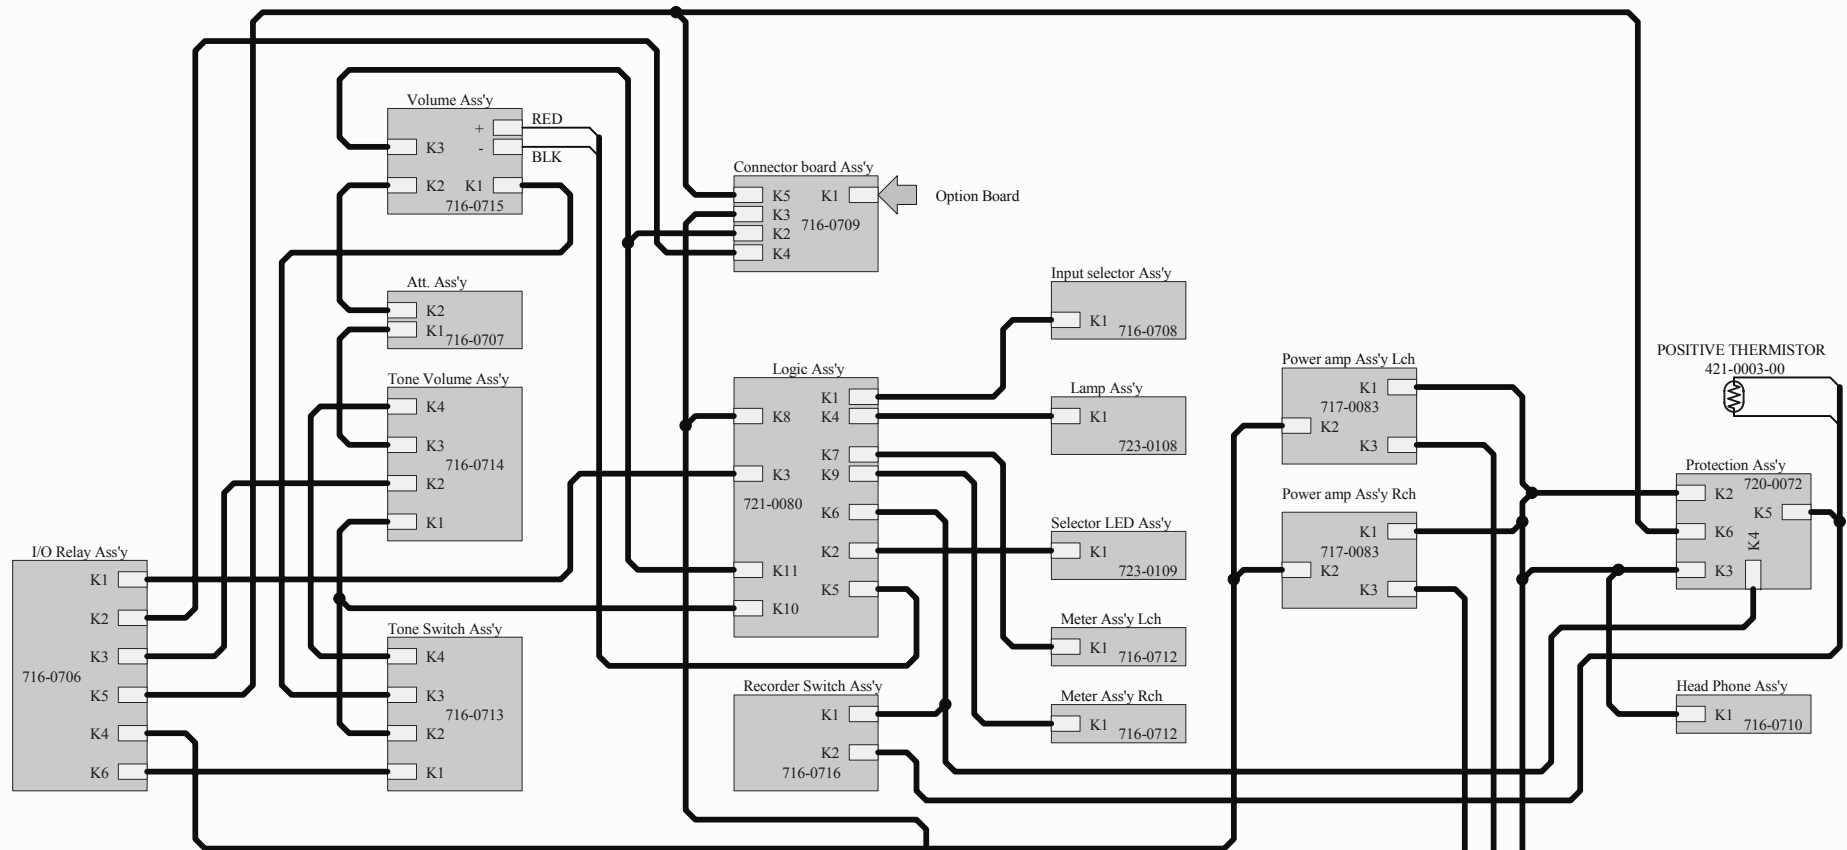 Volume Ass'y
+
RED
K3
-
BLK
K2
K1
716-0715
Connector board Ass'y
K5
K1
Option Board
K3
716-0709
K2
K4
Att. Ass'y
K2
K1
716-0707
Input selector Ass'y
K1
716-0708
Tone Volume Ass'y
K4
K3
716-0714
K2
K1
Logic Ass'y
K1
K8
K4
K7
K3
K9
721-0080
K6
K2
K11
K5
K10
Lamp Ass'y
K1
723-0108
Selector LED Ass'y
K1
723-0109
Meter Ass'y Lch
K1
716-0712
Meter Ass'y Rch
K1
716-0712
Power amp Ass'y Lch
K1
717-0083
K2
K3
Power amp Ass'y Rch
K1
717-0083
K2
K3
POSITIVE THERMISTOR
421-0003-00
Protection Ass'y
720-0072
K2
K5
K6
K4
K3
Head Phone Ass'y
K1
716-0710
I/O Relay Ass'y
K1
K2
K3
716-0706
K5
K4
K6
Tone Switch Ass'y
K4
K3
716-0713
K2
K1
Recorder Switch Ass'y
K1
K2
716-0716